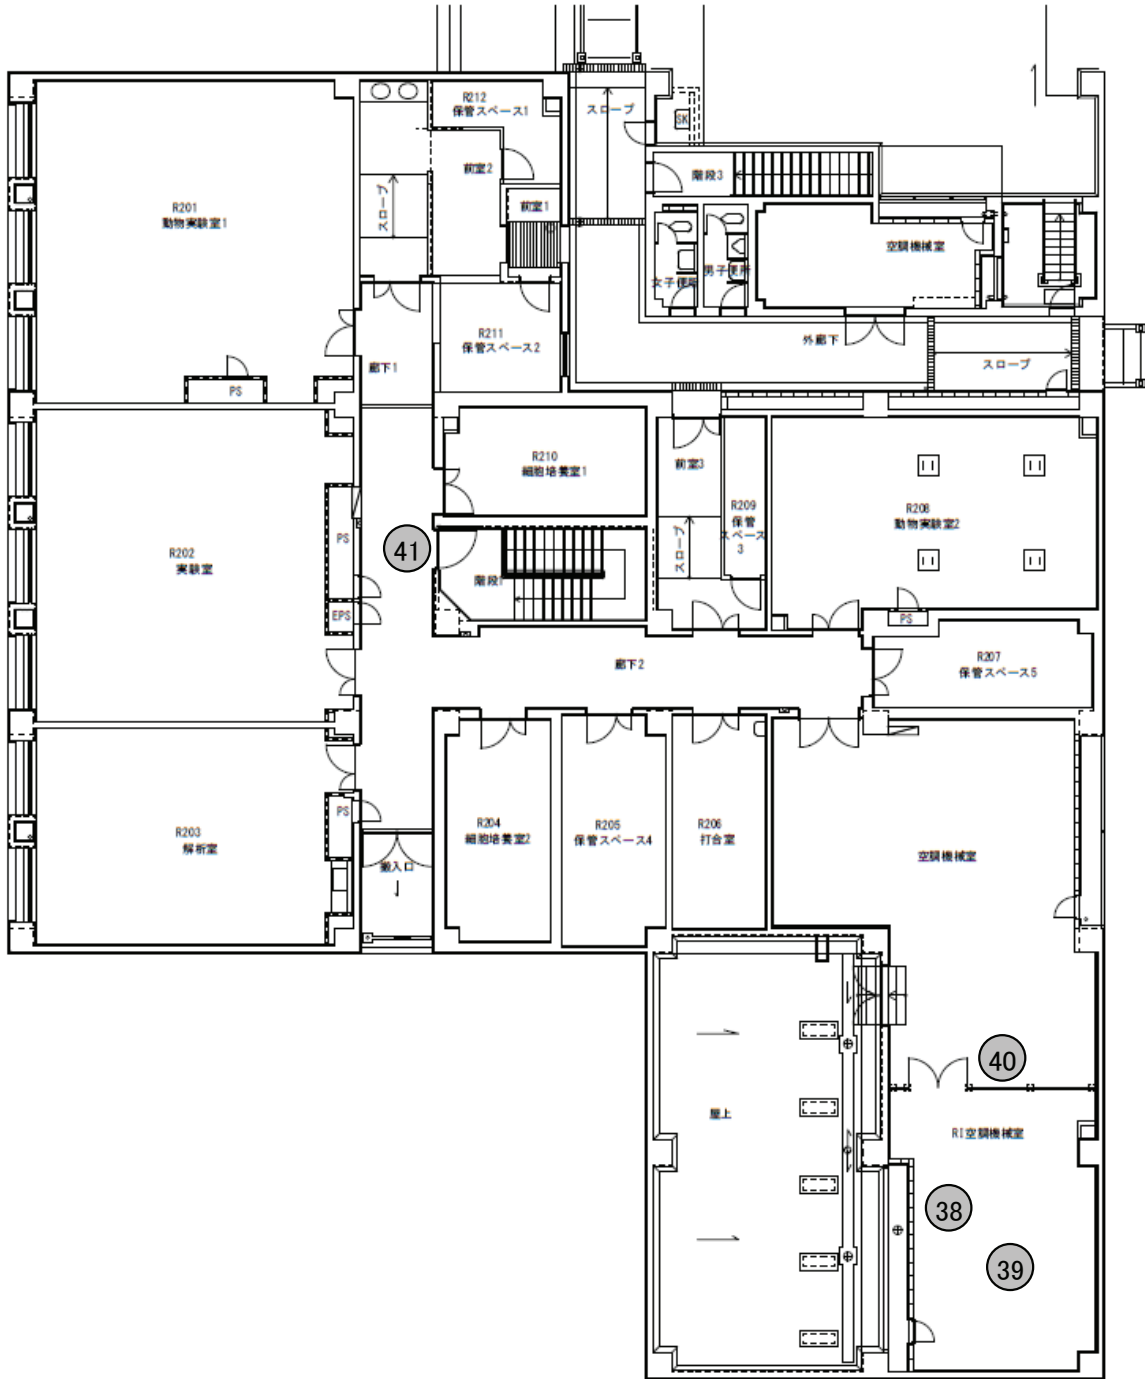 R212
保管スペース1
スロープ
SK
前室2
階段3
R201
動物実験室1
スロープ
前室1
女子便所
男子便所
空調機械室
R211
保管スペース2
外廊下
スロープ
廊下1
PS
R210
細胞培養室1
前室3
R209
保管
スペース
3
R208
動物実験室2
R202
実験室
PS
41
階段1
スロープ
EPS
PS
廊下2
R207
保管スペース5
R203
解析室
PS
R204
細胞培養室2
R205
保管スペース4
R206
打合室
空調機械室
搬入口
40
屋上
RI空調機械室
38
39